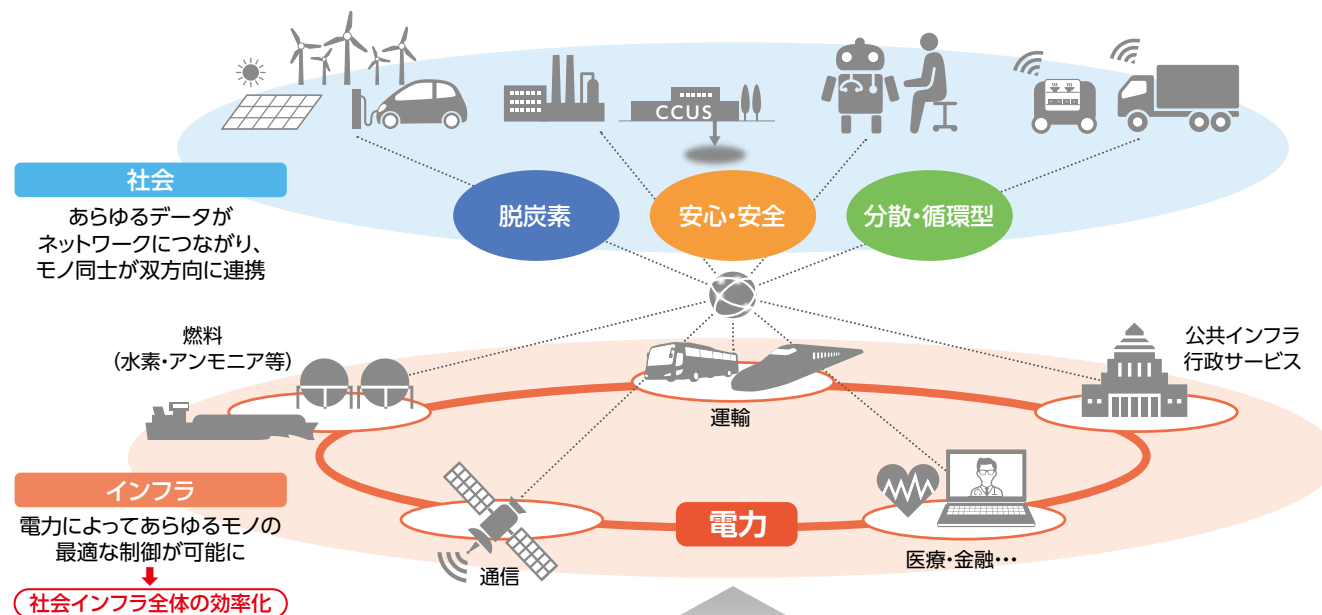 CCUS
社会
あらゆるデータが
ネットワークにつながり、
モノ同士が双方向に連携
脱炭素
安心・安全
分散・循環型
燃料
(水素・アンモニア等)
運輸
公共インフラ
行政サービス
インフラ
電力によってあらゆるモノの
最適な制御が可能に
社会インフラ全体の効率化
通信
電力
医療・金融・・・